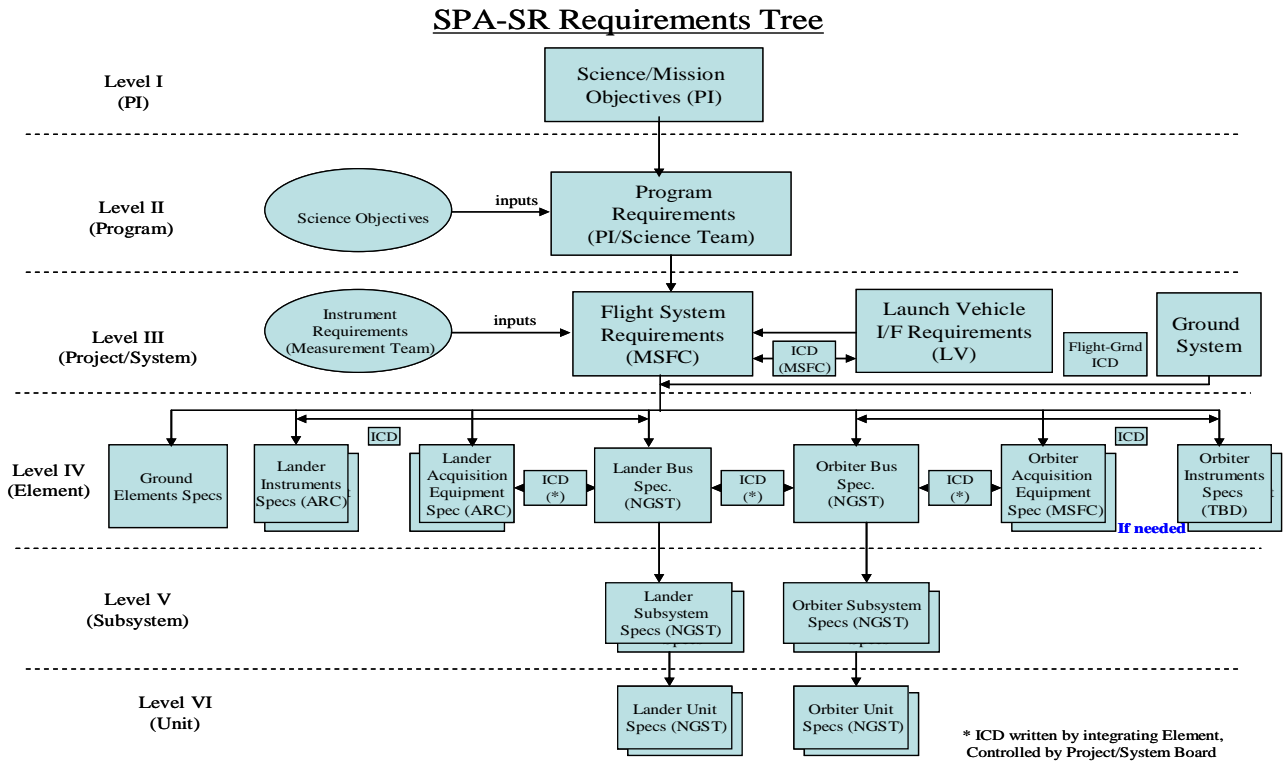 SPA-SR Requirements Tree
Level I
(PI)
Science/Mission
Objectives (PI)
Level II
(Program)
Science Objectives
inputs
Program
Requirements
(PI/Science Team)
Level III
(Project/System)
Instrument
Requirements
(Measurement Team)
inputs
Flight System
Requirements
(MSFC)
ICD
(MSFC)
Launch Vehicle
I/F Requirements
(LV)
Flight-Grnd
ICD
Ground
System
Level IV
(Element)
Ground
Elements Specs
Lander
Instruments
Specs (ARC)
ICD
Lander
Acquisition
Equipment
Spec (ARC)
ICD
(*)
Lander Bus
Spec.
(NGST)
ICD
(*)
Orbiter Bus
Spec.
(NGST)
ICD
(*)
Orbiter
Acquisition
Equipment
Spec (MSFC)
If needed
ICD
Orbiter
Instruments
Specs
(TBD)
Level V
(Subsystem)
Lander
Subsystem
Specs (NGST)
Orbiter Subsystem
Specs (NGST)
Level VI
(Unit)
Lander Unit
Specs (NGST)
Orbiter Unit
Specs (NGST)
* ICD written by integrating Element,
Controlled by Project/System Board